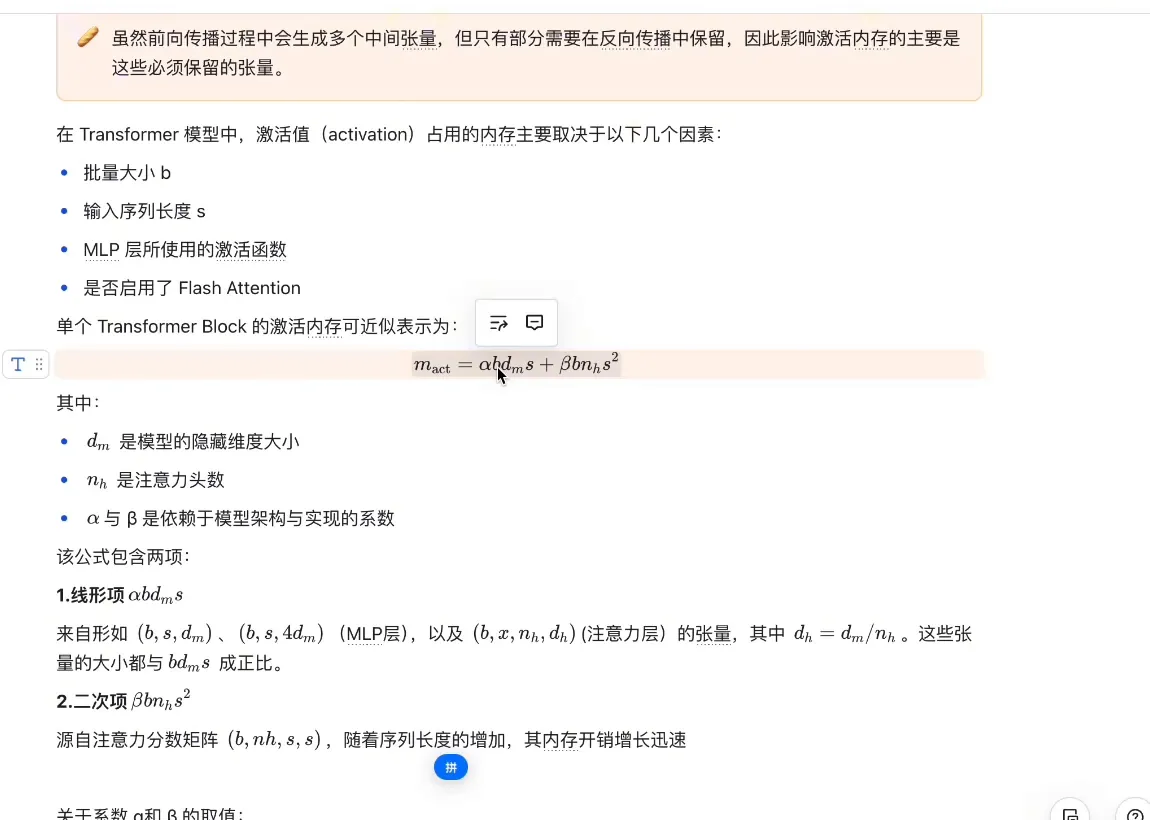 虽然前向传播过程中会生成多个中间张量，但只有部分需要在反向传播中保留，因此影响激活内存的主要是
这些必须保留的张量。
在 Transformer 模型中，激活值（activation）占用的内存主要取决于以下几个因素：
批量大小 b
输入序列长度 s
MLP 层所使用的激活函数
是否启用了 Flash Attention
单个 Transformer Block 的激活内存可近似表示为：
T
m_act = αbd_m s + βbn_h s²
其中：
d_m 是模型的隐藏维度大小
n_h 是注意力头数
α 与 β 是依赖于模型架构与实现的系数
该公式包含两项：
1.线形项 αbd_m s
来自形如 (b, s, d_m) 、(b, s, 4d_m) （MLP层），以及 (b, x, n_h, d_h) (注意力层）的张量，其中 d_h = d_m/n_h 。这些张
量的大小都与 bd_m s 成正比。
2.二次项 βbn_h s²
源自注意力分数矩阵 (b, nh, s, s) ，随着序列长度的增加，其内存开销增长迅速
拼
关于系数 α和 β 的取值：